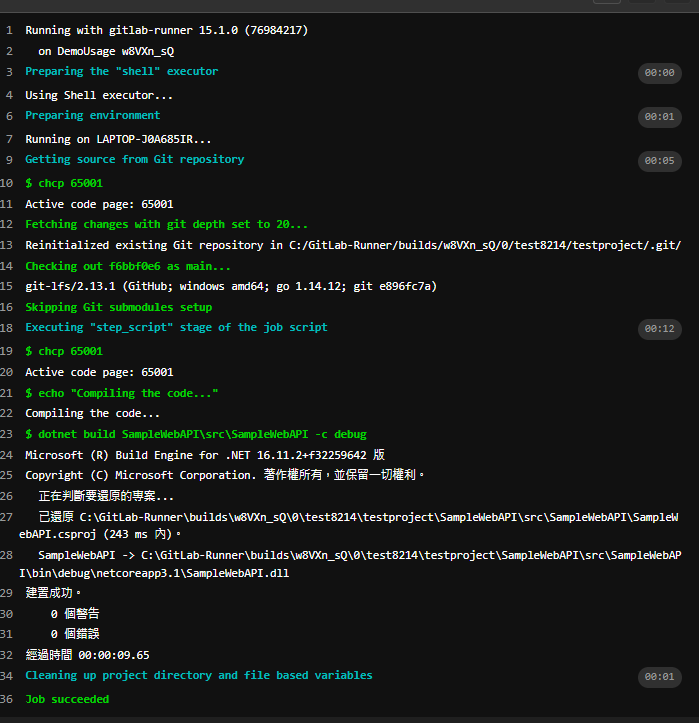 1 Running with gitlab-runner 15.1.0 (76984217)
2 on DemoUsage w8VXn_sQ
3 Preparing the "shell" executor 00:00
4 Using Shell executor...
6 Preparing environment 00:01
7 Running on LAPTOP-J0A685IR...
9 Getting source from Git repository 00:05
10 $ chcp 65001
11 Active code page: 65001
12 Fetching changes with git depth set to 20...
13 Reinitialized existing Git repository in C:/GitLab-Runner/builds/w8VXn_sQ/0/test8214/testproject/.git/
14 Checking out f6bbf0e6 as main...
15 git-lfs/2.13.1 (GitHub; windows amd64; go 1.14.12; git e896fc7a)
16 Skipping Git submodules setup
18 Executing "step_script" stage of the job script 00:12
19 $ chcp 65001
20 Active code page: 65001
21 $ echo "Compiling the code..."
22 Compiling the code...
23 $ dotnet build SampleWebAPI\src\SampleWebAPI -c debug
24 Microsoft (R) Build Engine for .NET 16.11.2+f32259642 版
25 Copyright (C) Microsoft Corporation. 著作權所有，並保留一切權利。
26 正在判斷要還原的專案...
27 已還原 C:\GitLab-Runner\builds\w8VXn_sQ\0\test8214\testproject\SampleWebAPI\src\SampleWebAPI\SampleW
ebAPI.csproj (243 ms 內)。
28 SampleWebAPI -> C:\GitLab-Runner\builds\w8VXn_sQ\0\test8214\testproject\SampleWebAPI\src\SampleWebAP
I\bin\debug\netcoreapp3.1\SampleWebAPI.dll
29 建置成功。
30 0 個警告
31 0 個錯誤
32 經過時間 00:00:09.65
34 Cleaning up project directory and file based variables 00:01
36 Job succeeded